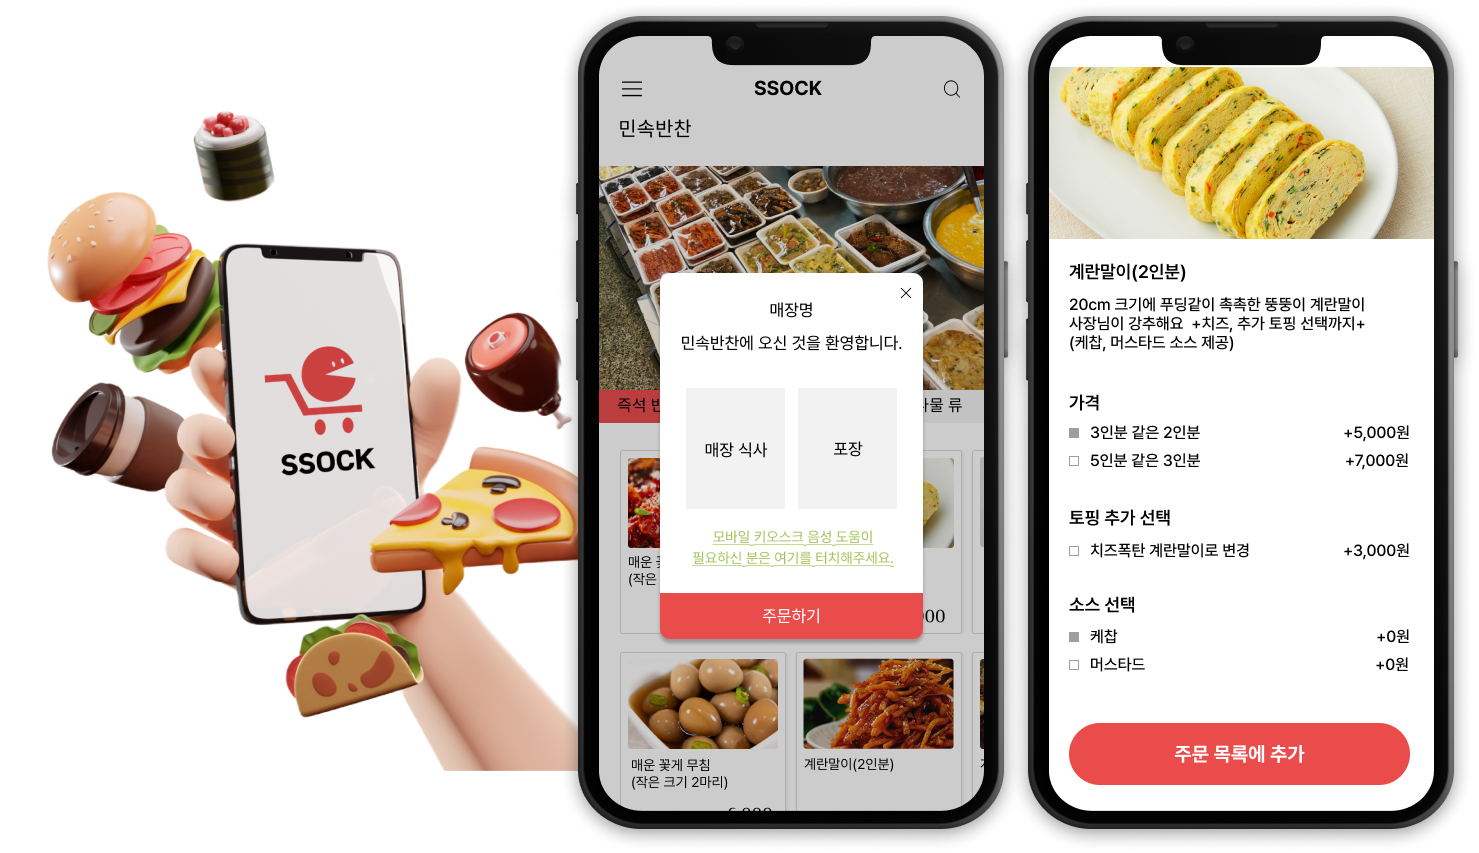 SSOCK
SSOCK
민속반찬
매장명
민속반찬에 오신 것을 환영합니다.
즉석
물 류
매장 식사
포장
모바일 키오스크 음성 도움이
필요하신 분은 여기를 터치해주세요.
매운
(작은
주문하기
매운 꽃게 무침
(작은 크기 2마리)
계란말이(2인분)
계란말이(2인분)
20cm 크기에 푸딩같이 촉촉한 뚱뚱이 계란말이
사장님이 강추해요 +치즈, 추가 토핑 선택까지+
(케찹, 머스타드 소스 제공)
가격
3인분 같은 2인분 +5,000원
5인분 같은 3인분 +7,000원
토핑 추가 선택
치즈폭탄 계란말이로 변경 +3,000원
소스 선택
케찹 +0원
머스타드 +0원
주문 목록에 추가